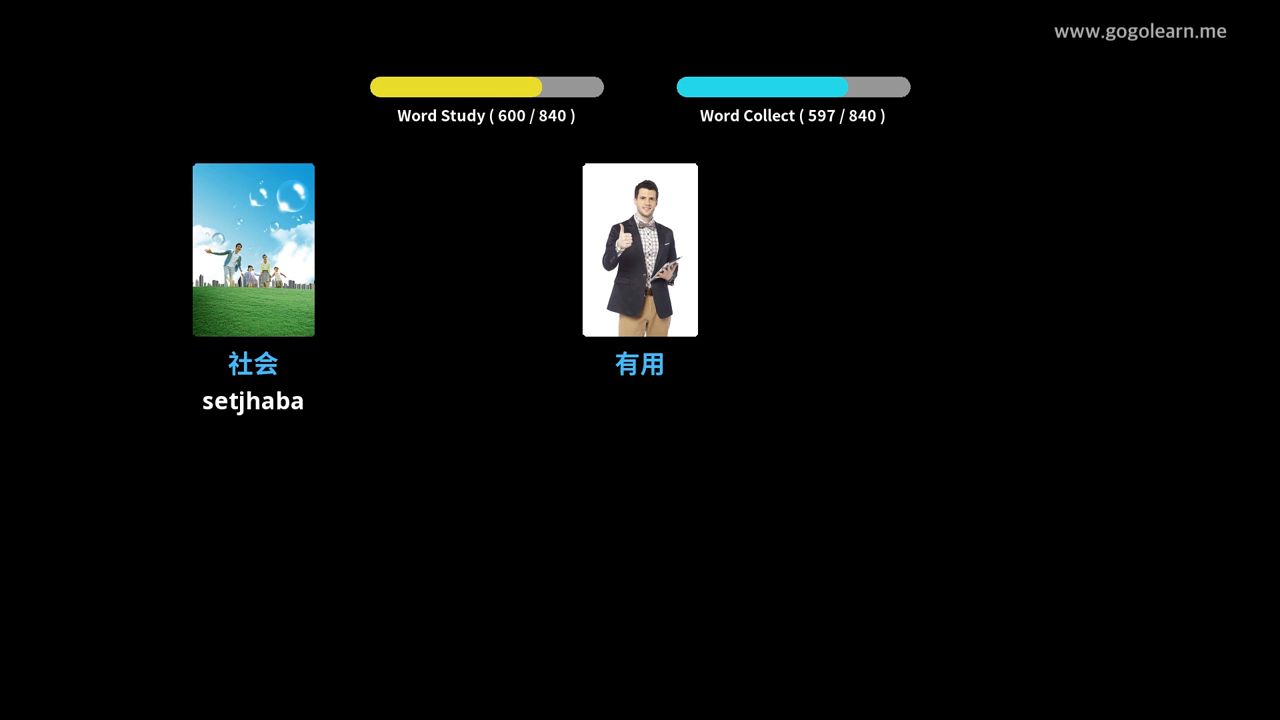 www.gogolearn.me
Word Study ( 600 / 840 )
Word Collect ( 597 / 840 )
社会
有用
setjhaba